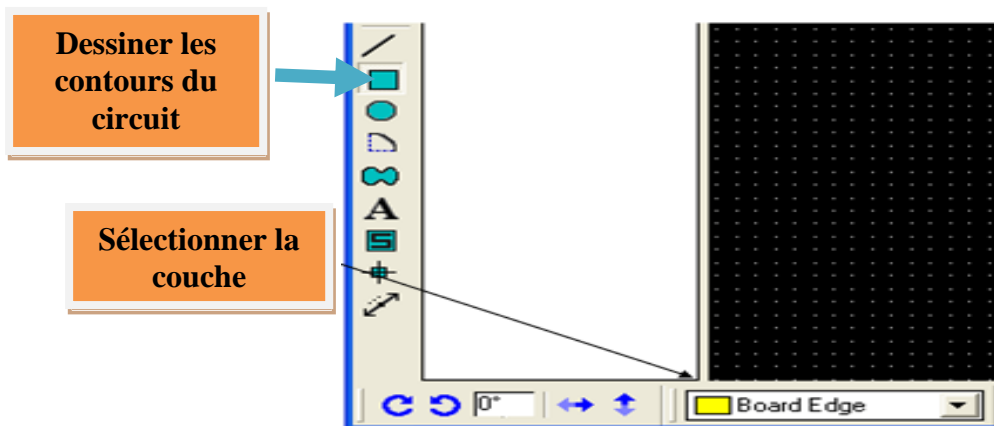 Dessiner les
contours du
circuit
A
Sélectionner la
couche
0°
Board Edge